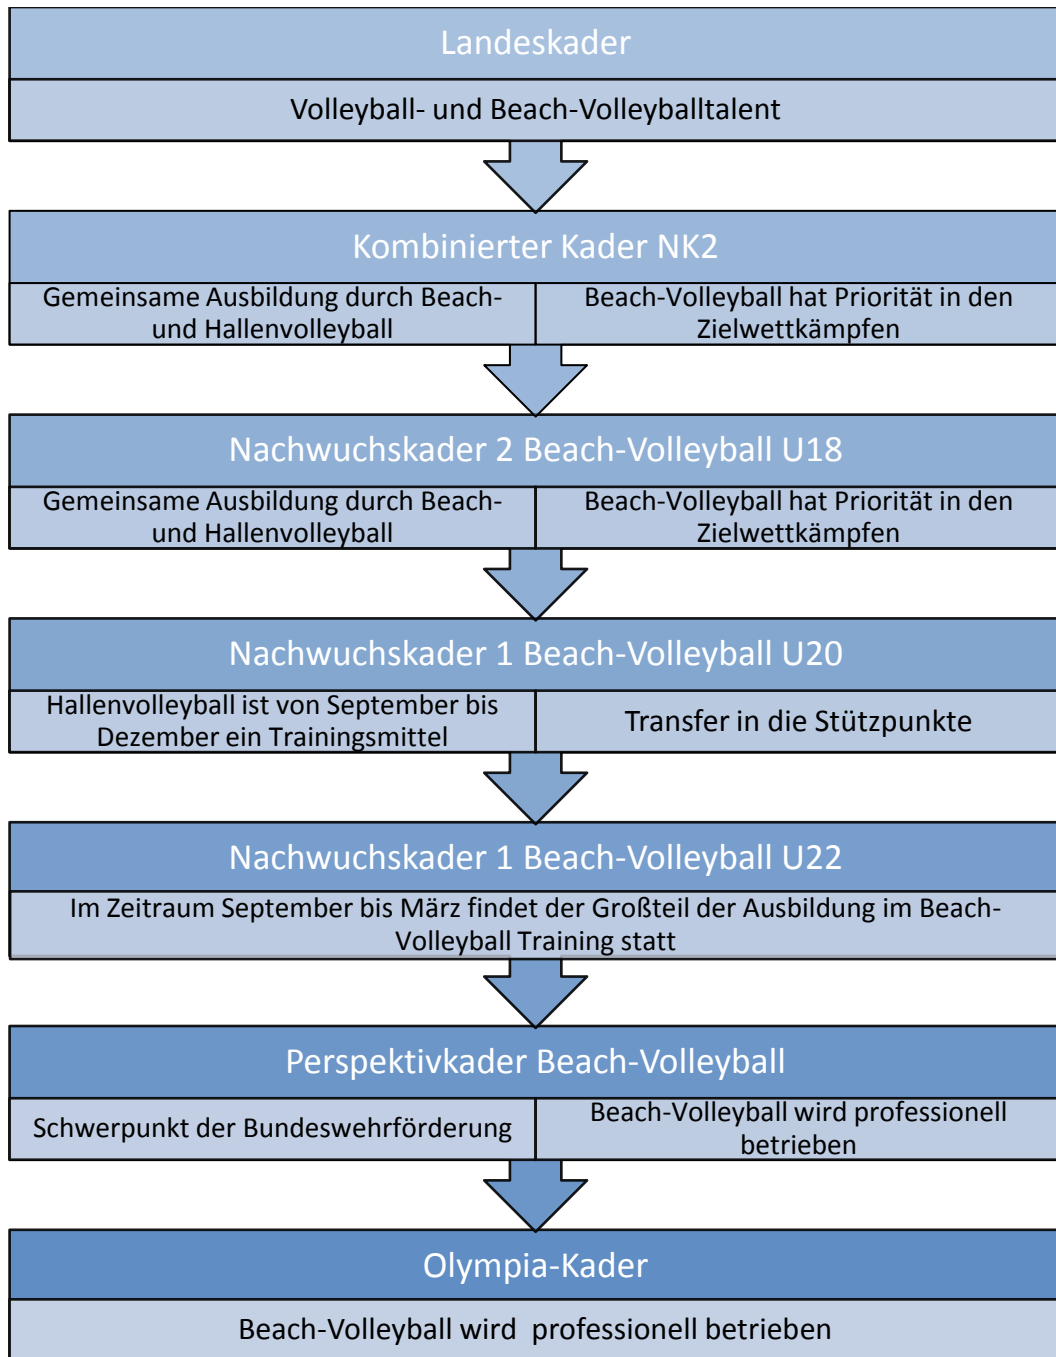 Landeskader
Volleyball- und Beach-Volleyballtalent
Kombinierter Kader NK2
Gemeinsame Ausbildung durch Beach-
und Hallenvolleyball
Beach-Volleyball hat Priorität in den
Zielwettkämpfen
Nachwuchskader 2 Beach-Volleyball U18
Gemeinsame Ausbildung durch Beach-
und Hallenvolleyball
Beach-Volleyball hat Priorität in den
Zielwettkämpfen
Nachwuchskader 1 Beach-Volleyball U20
Hallenvolleyball ist von September bis
Dezember ein Trainingsmittel
Transfer in die Stützpunkte
Nachwuchskader 1 Beach-Volleyball U22
Im Zeitraum September bis März findet der Großteil der Ausbildung im Beach-
Volleyball Training statt
Perspektivkader Beach-Volleyball
Schwerpunkt der Bundeswehrförderung
Beach-Volleyball wird professionell
betrieben
Olympia-Kader
Beach-Volleyball wird professionell betrieben